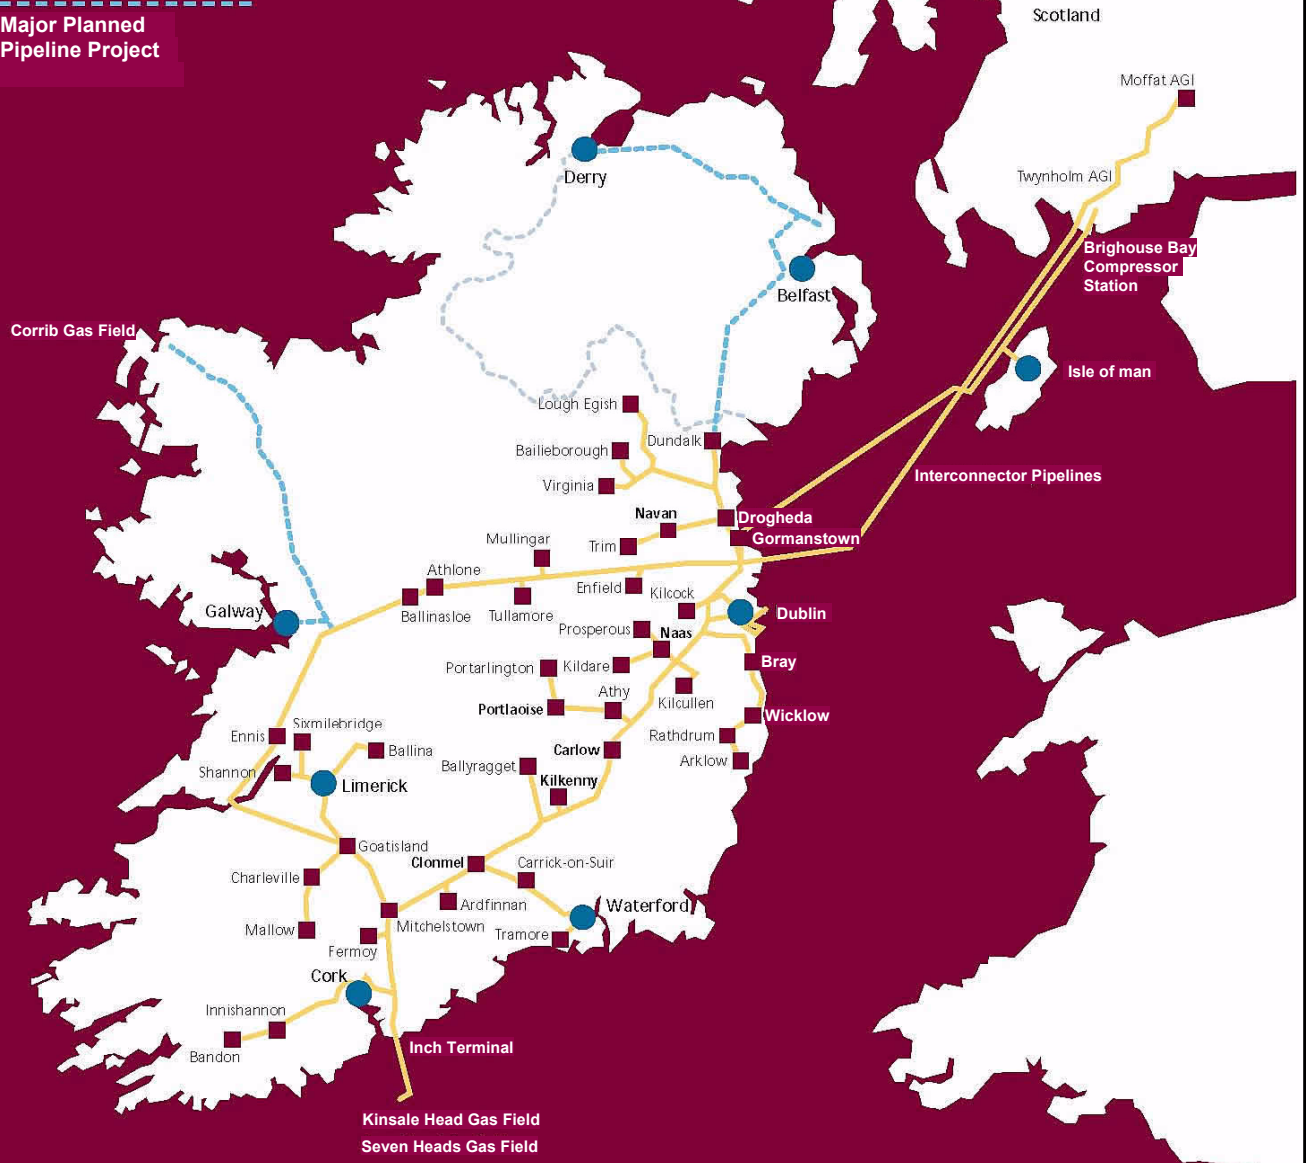 Major Planned
Pipeline Project
Scotland
Moffat AGI
Derry
Twynholm AGI
Brighouse Bay
Compressor
Station
Belfast
Corrib Gas Field
Isle of man
Lough Egish
Dundalk
Bailieborough
Interconnector Pipelines
Virginia
Navan
Drogheda
Gormanstown
Mullingar
Trim
Athlone
Enfield
Kilcock
Galway
Ballinasloe
Tullamore
Dublin
Prosperous
Naas
Bray
Portarlington
Kildare
Athy
Kilcullen
Portlaoise
Wicklow
Ennis
Sixmilebridge
Rathdrum
Ballina
Carlow
Arklow
Shannon
Ballyragget
Kilkenny
Limerick
Goatisland
Clonmel
Carrick-on-Suir
Charleville
Ardfinnan
Waterford
Mallow
Mitchelstown
Tramore
Fermoy
Cork
Innishannon
Bandon
Inch Terminal
Kinsale Head Gas Field
Seven Heads Gas Field